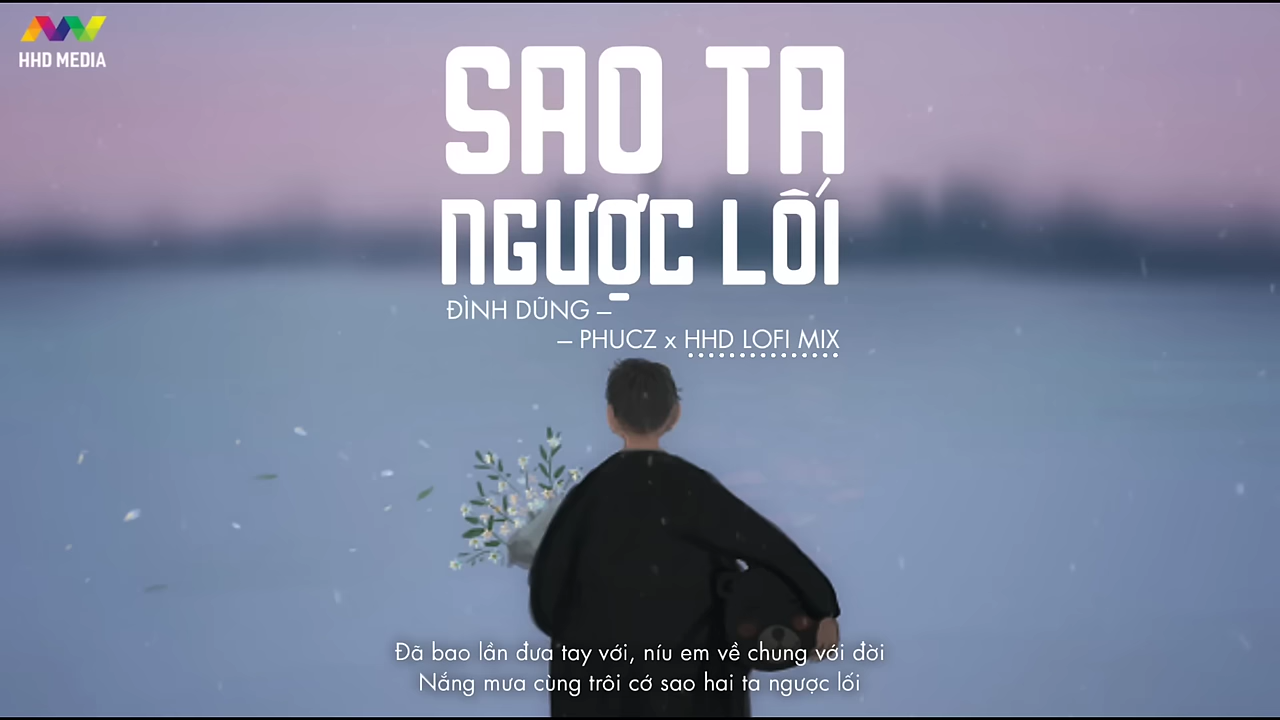 HHD MEDIA
SAO TA
NGƯỢC LỐI
ĐÌNH DŨNG –
– PHUCZ x HHD LOFI MIX
Đã bao lần đưa tay với, níu em về chung với đời
Nắng mưa cùng trôi cớ sao hai ta ngược lối